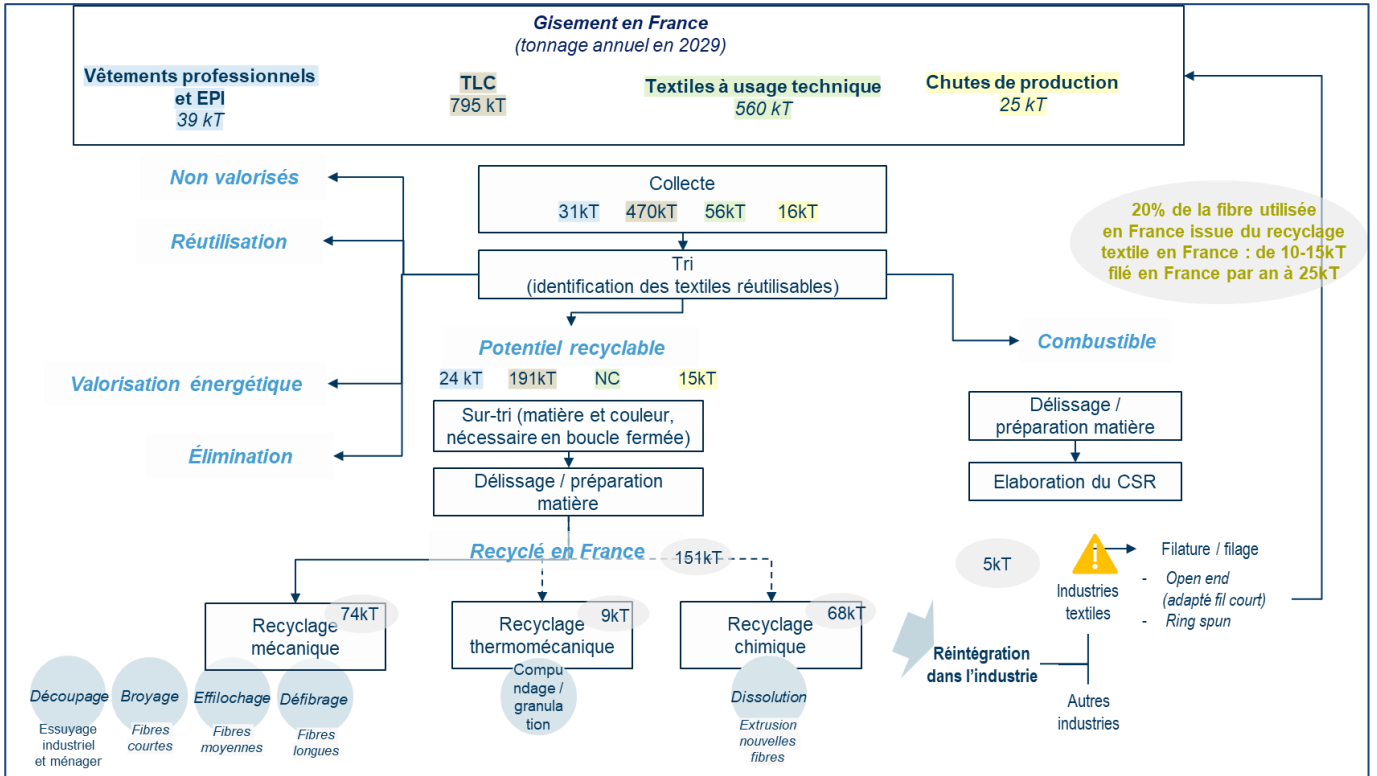 Gisement en France
(tonnage annuel en 2029)
Vêtements professionnels
et EPI
39 kT
TLC
795 kT
Textiles à usage technique
560 kT
Chutes de production
25 kT
Non valorisés
Collecte
31kT 470kT 56kT 16kT
20% de la fibre utilisée
en France issue du recyclage
textile en France : de 10-15kT
filé en France par an à 25kT
Réutilisation
Tri
(identification des textiles réutilisables)
Potentiel recyclable
24 kT 191kT NC 15kT
Combustible
Valorisation énergétique
Sur-tri (matière et couleur,
nécessaire en boucle fermée)
Délissage /
préparation matière
Élimination
Délissage / préparation
matière
Elaboration du CSR
Recyclé en France
151kT
Recyclage
mécanique
74kT
Recyclage
thermomécanique
9kT
Recyclage
chimique
68kT
Découpage
Essuyage
industriel
et ménager
Broyage
Fibres
courtes
Effilochage
Fibres
moyennes
Défibrage
Fibres
longues
Compu
ndage /
granula
tion
Dissolution
Extrusion
nouvelles
fibres
5kT
Réintégration
dans l'industrie
Industries
textiles
Filature / filage
- Open end
(adapté fil court)
- Ring spun
Autres
industries